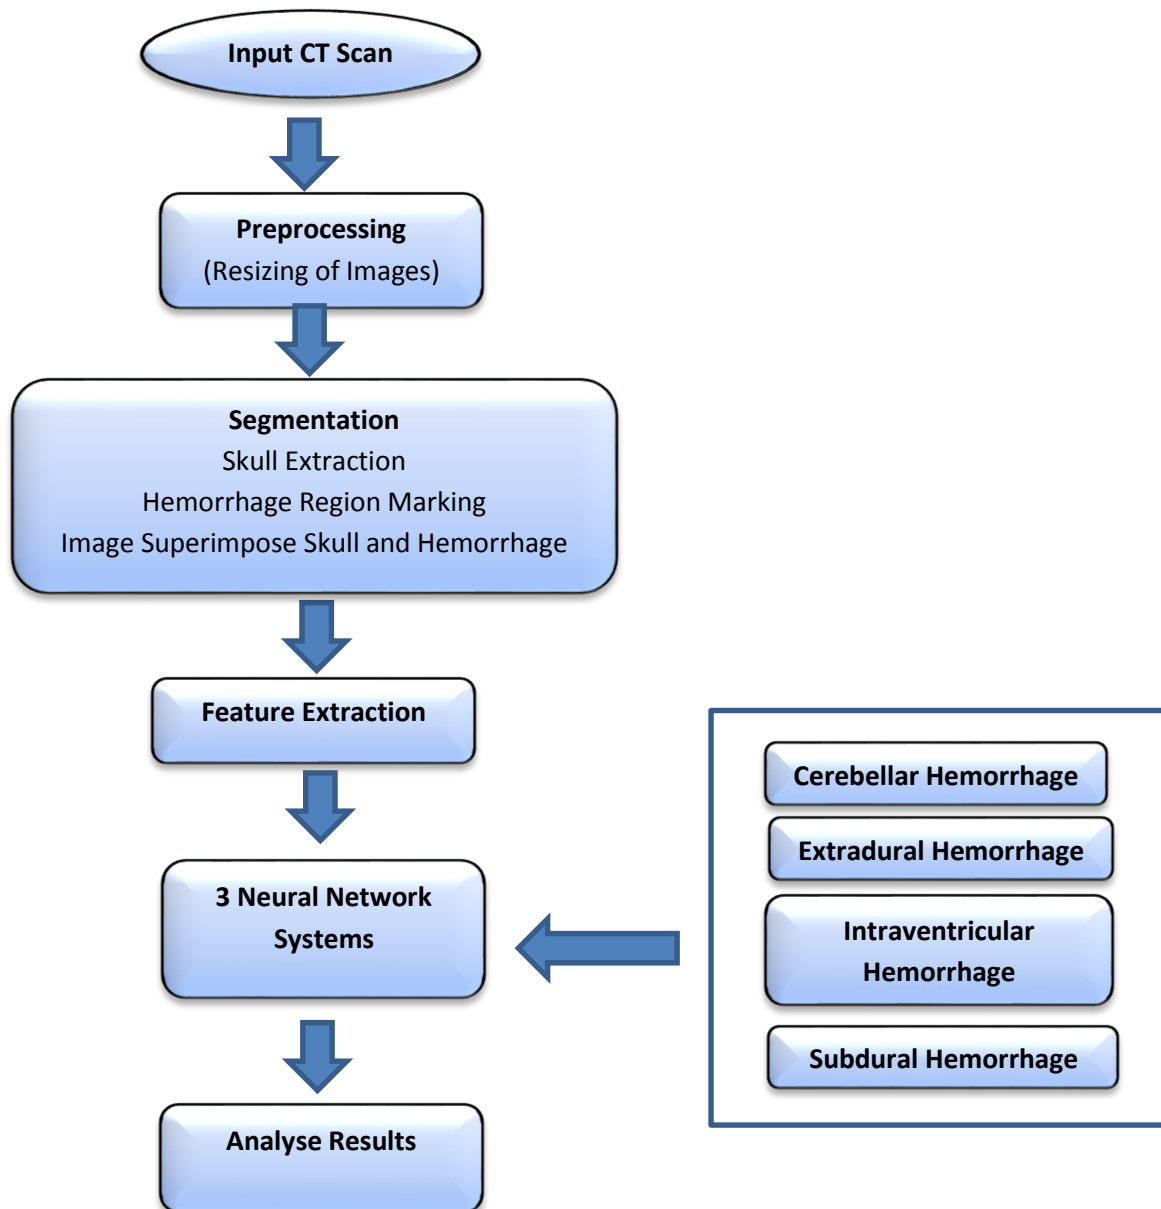 Input CT Scan
Preprocessing
(Resizing of Images)
Segmentation
Skull Extraction
Hemorrhage Region Marking
Image Superimpose Skull and Hemorrhage
Feature Extraction
3 Neural Network
Systems
Analyse Results
Cerebellar Hemorrhage
Extradural Hemorrhage
Intraventricular
Hemorrhage
Subdural Hemorrhage